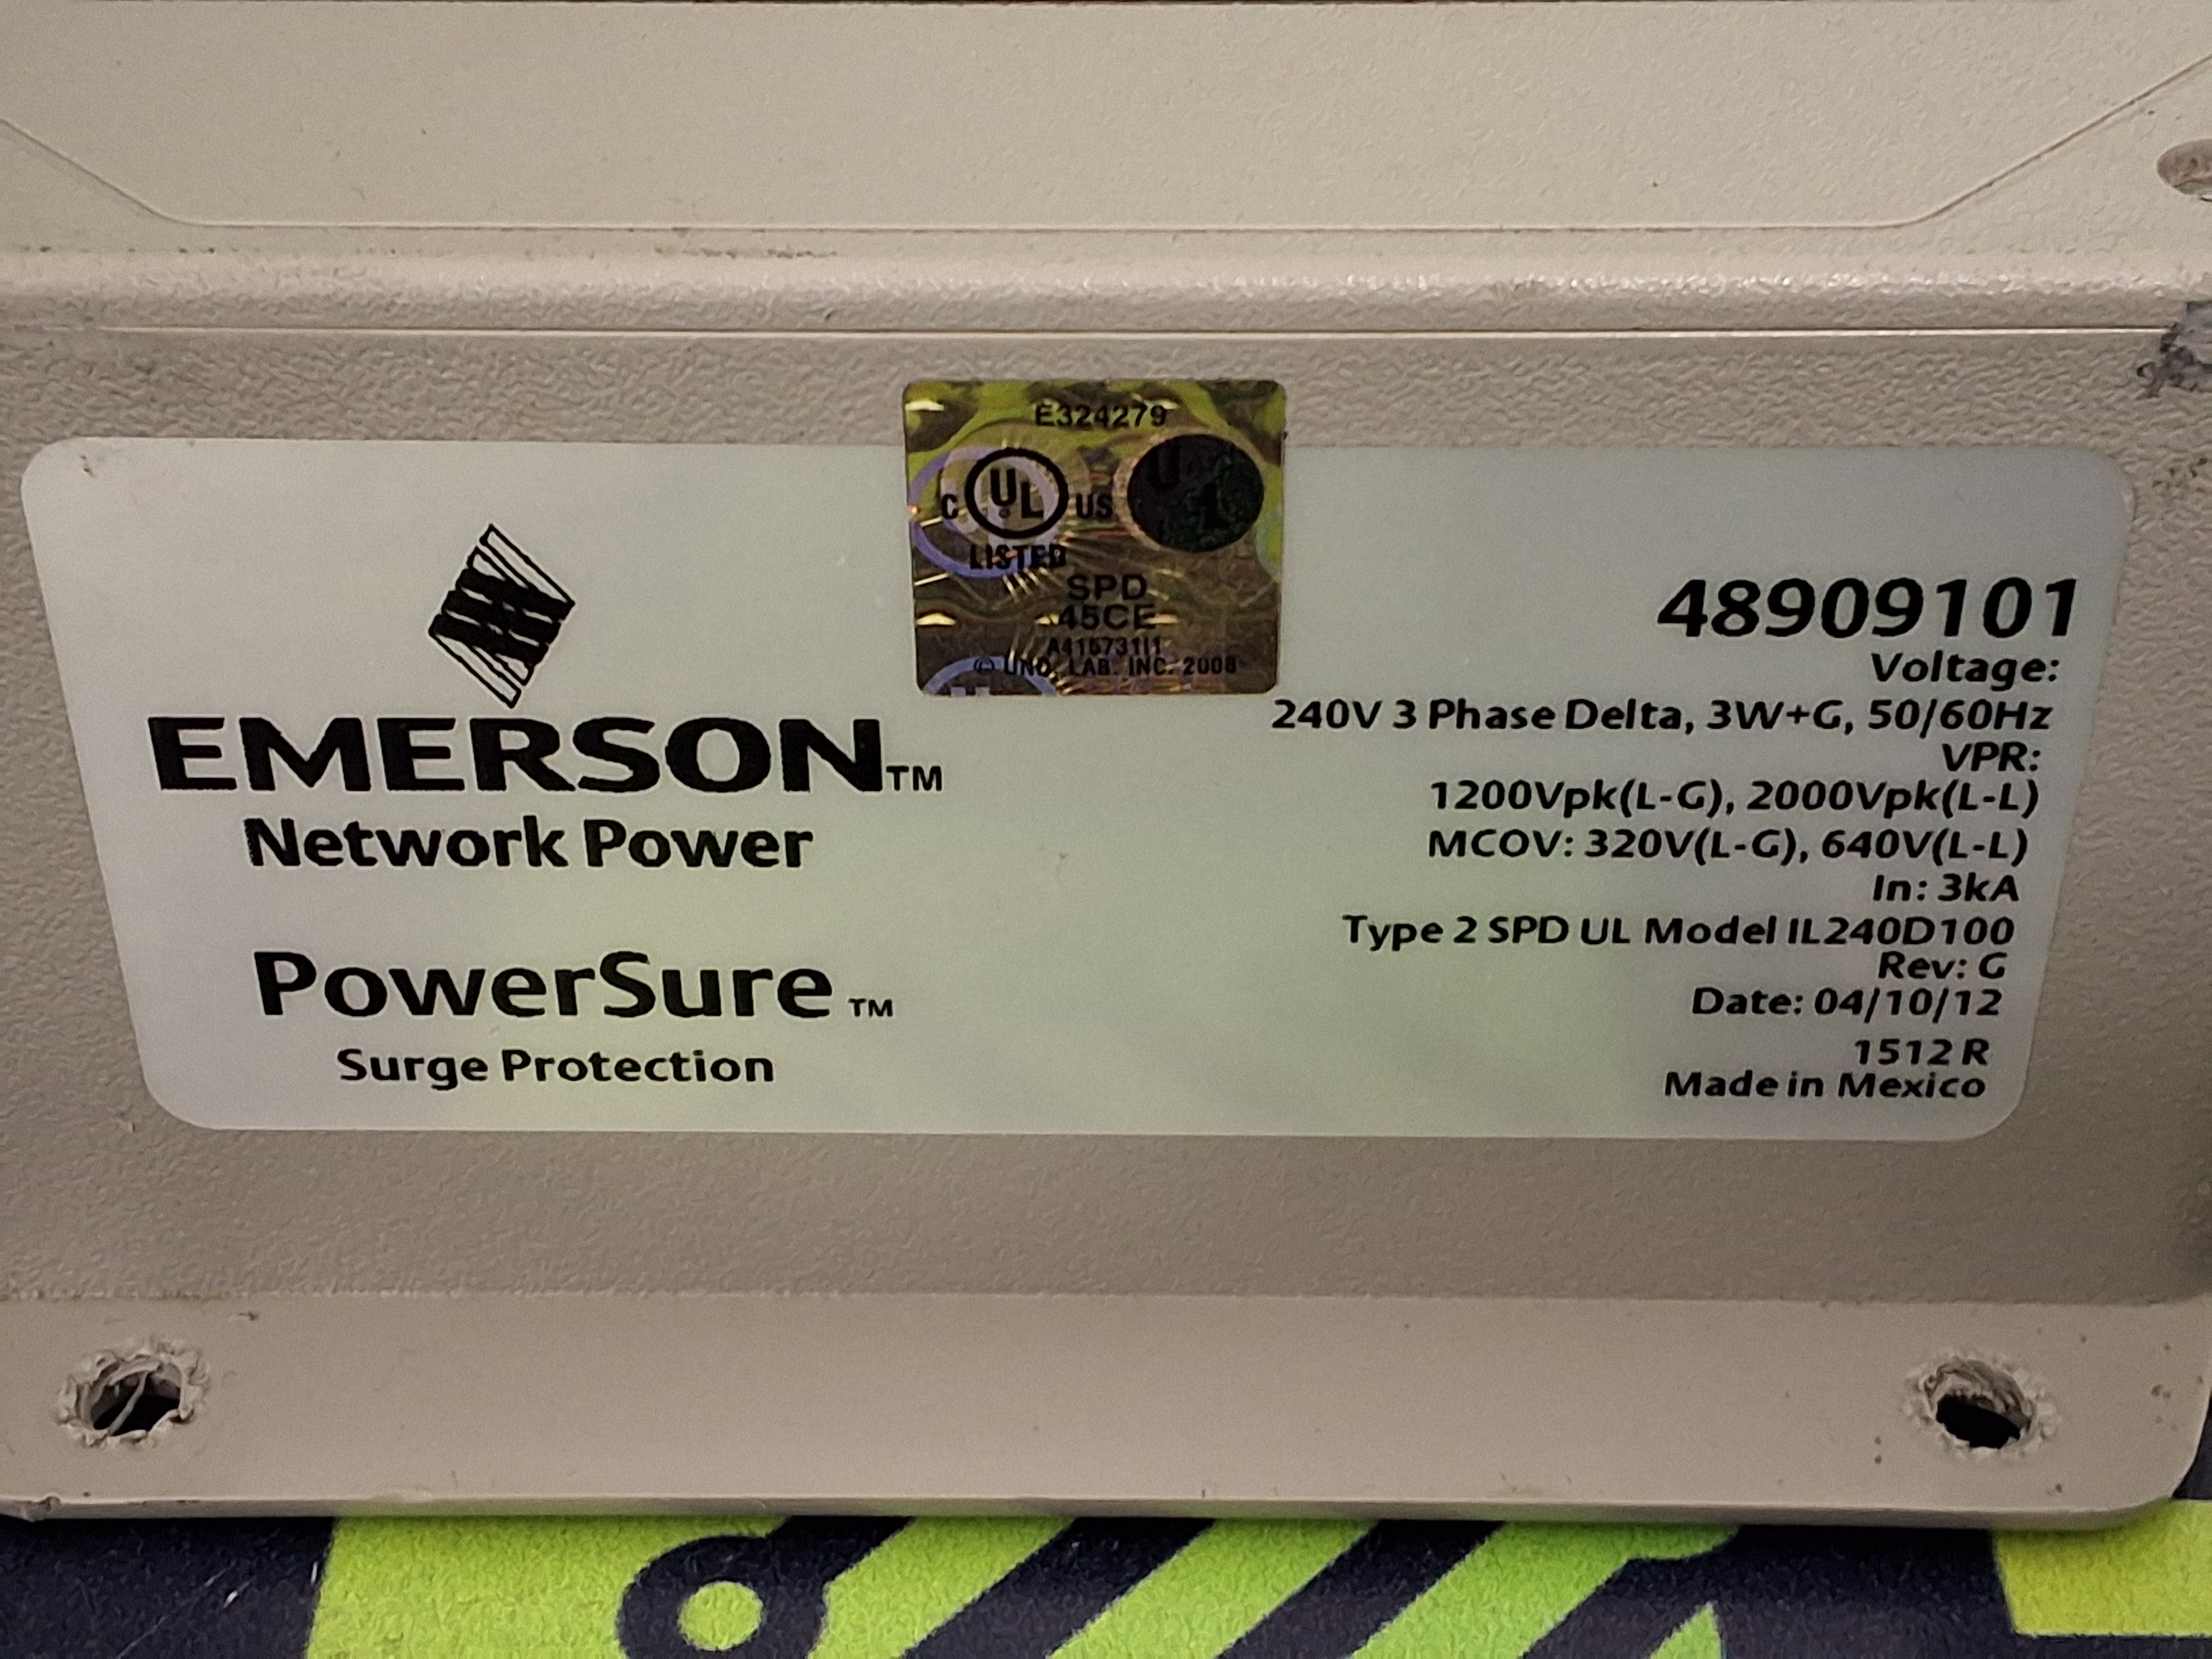 E324279
C UL US UL
LISTED
SPD
45CE
© UND. LAB. INC. 2008
EMERSON™
Network Power
PowerSure™
Surge Protection
48909101
Voltage:
240V 3 Phase Delta, 3W+G, 50/60Hz
VPR:
1200Vpk(L-G), 2000Vpk(L-L)
MCOV: 320V(L-G), 640V(L-L)
In: 3kA
Type 2 SPD UL Model IL240D100
Rev: G
Date: 04/10/12
1512 R
Made in Mexico